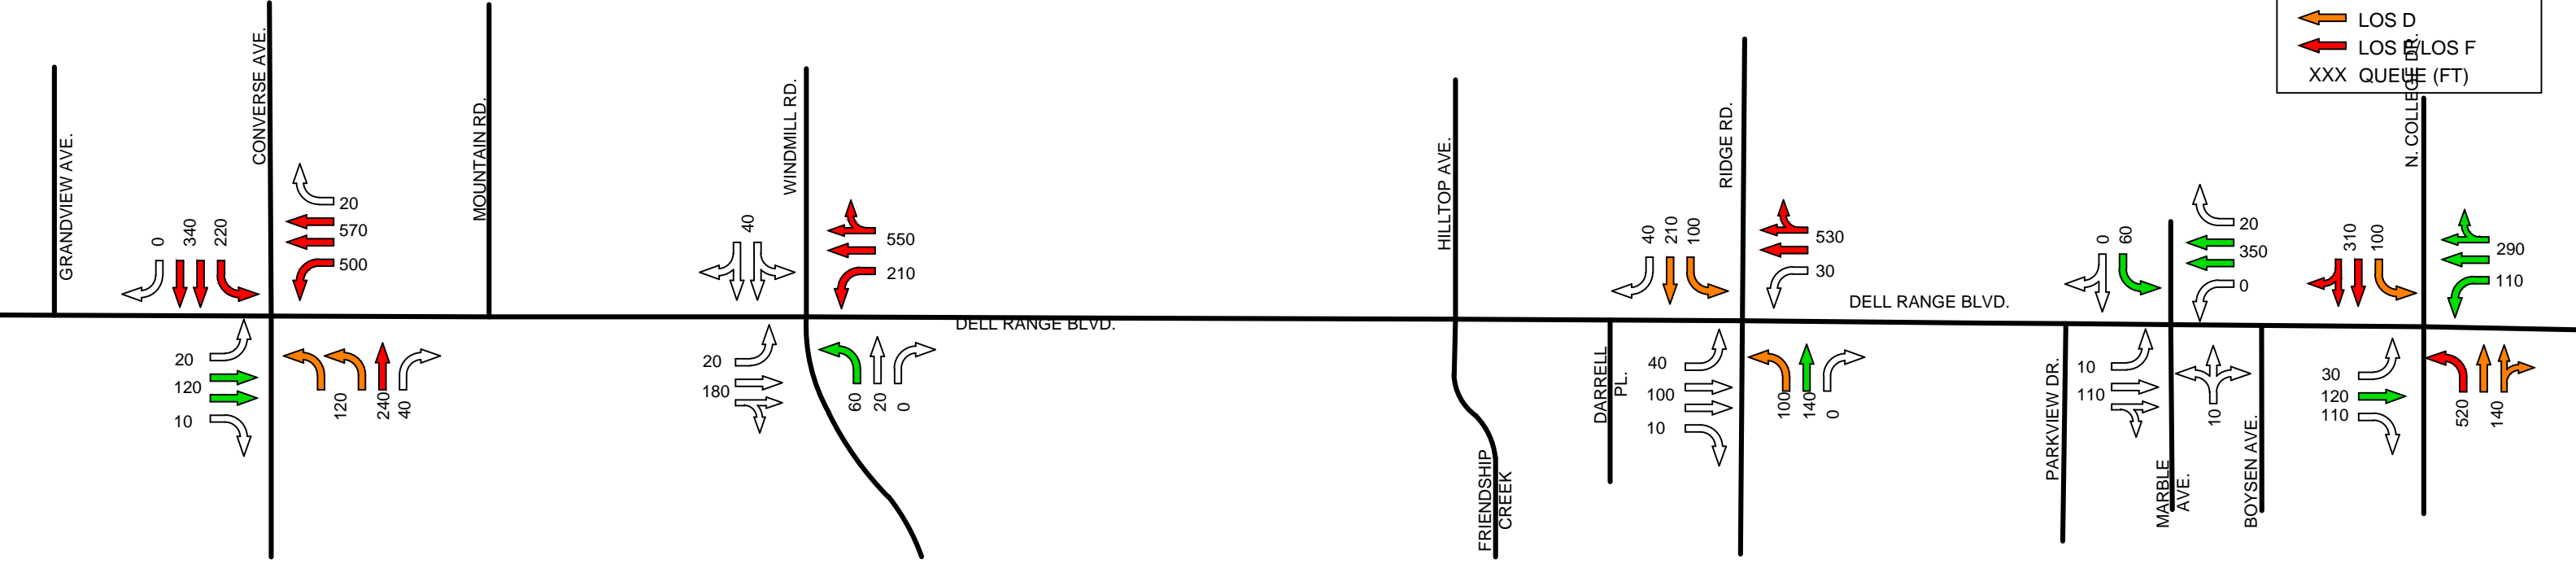 LOS D
LOS E/LOS F
XXX QUEUE (FT)
GRANDVIEW AVE.
CONVERSE AVE.
MOUNTAIN RD.
WINDMILL RD.
HILLTOP AVE.
RIDGE RD.
N. COLLEGE DR.
0
340
220
20
570
500
20
120
10
120
240
40
40
550
210
20
180
60
20
0
DELL RANGE BLVD.
FRIENDSHIP
CREEK
DARRELL
PL.
40
210
100
530
30
40
100
10
100
140
0
DELL RANGE BLVD.
PARKVIEW DR.
MARBLE
AVE.
BOYSEN AVE.
0
60
20
350
0
10
110
10
310
100
290
110
30
120
110
520
140